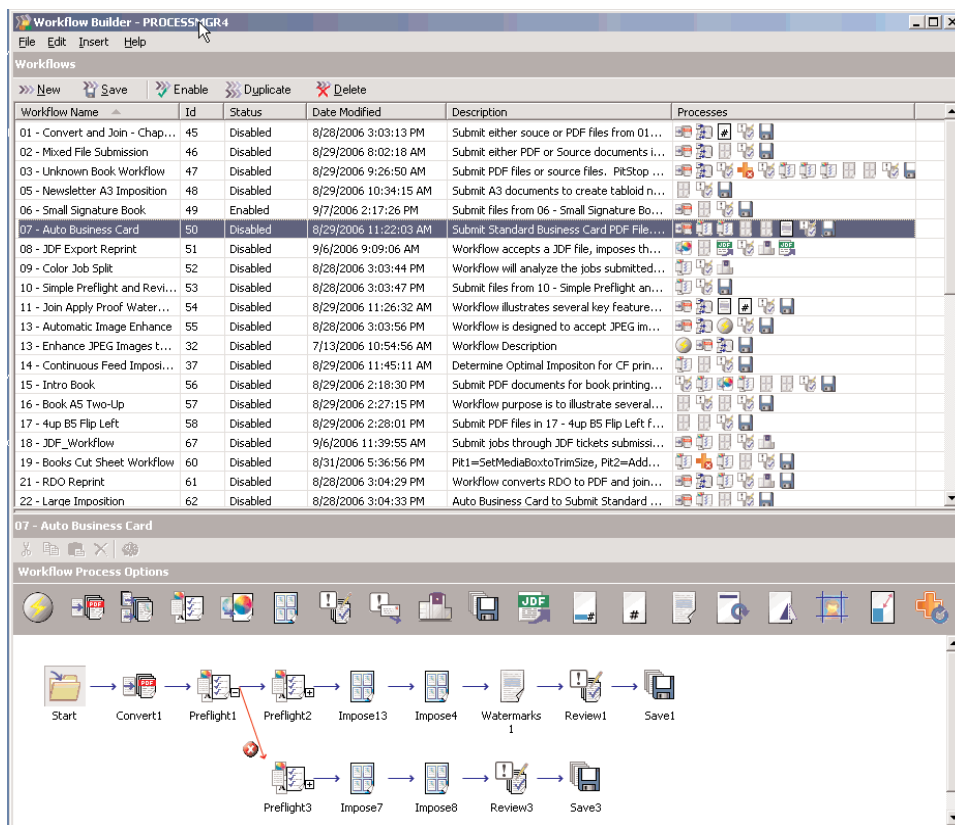 Workflow Builder - PROCESSMGR4
File Edit Insert Help
Workflows
New Save Enable Duplicate Delete
Workflow Name Id Status Date Modified Description Processes
01 - Convert and Join - Chap... 45 Disabled 8/28/2006 3:03:13 PM Submit either souce or PDF files from 01... #
02 - Mixed File Submission 46 Disabled 8/29/2006 8:02:18 AM Submit either PDF or Source documents i...
03 - Unknown Book Workflow 47 Disabled 8/29/2006 9:26:50 AM Submit PDF files or source files. PitStop ...
05 - Newsletter A3 Imposition 48 Disabled 8/29/2006 10:34:15 AM Submit A3 documents to create tabloid n...
06 - Small Signature Book 49 Enabled 9/7/2006 2:17:26 PM Submit files from 06 - Small Signature Bo...
07 - Auto Business Card 50 Disabled 8/29/2006 11:22:03 AM Submit Standard Business Card PDF File....
08 - JDF Export Reprint 51 Disabled 9/6/2006 9:09:06 AM Workflow accepts a JDF file, imposes th... JDF JDF
09 - Color Job Split 52 Disabled 8/28/2006 3:03:44 PM Workflow will analyze the jobs submitted...
10 - Simple Preflight and Revi... 53 Disabled 8/28/2006 3:03:47 PM Submit files from 10 - Simple Preflight an...
11 - Join Apply Proof Water... 54 Disabled 8/29/2006 11:26:32 AM Workflow illustrates several key feature... #
13 - Automatic Image Enhance 55 Disabled 8/28/2006 3:03:56 PM Workflow is designed to accept JPEG im...
13 - Enhance JPEG Images t... 32 Disabled 7/13/2006 10:54:56 AM Workflow Description
14 - Continuous Feed Imposi... 37 Disabled 8/29/2006 11:45:11 AM Determine Optimal Impositon for CF prin...
15 - Intro Book 56 Disabled 8/29/2006 2:18:30 PM Submit PDF documents for book printing...
16 - Book A5 Two-Up 57 Disabled 8/29/2006 2:27:15 PM Workflow purpose is to illustrate several...
17 - 4up B5 Flip Left 58 Disabled 8/29/2006 2:28:01 PM Submit PDF files in 17 - 4up B5 Flip Left f...
18 - JDF_Workflow 67 Disabled 9/6/2006 11:39:55 AM Submit jobs through JDF tickets submissi...
19 - Books Cut Sheet Workflow 60 Disabled 8/31/2006 5:36:56 PM Pit1=SetMediaBoxtoTrimSize, Pit2=Add...
21 - RDO Reprint 61 Disabled 8/28/2006 3:04:29 PM Workflow converts RDO to PDF and join...
22 - Large Imposition 62 Disabled 8/28/2006 3:04:33 PM Auto Business Card to Submit Standard ...
07 - Auto Business Card
Workflow Process Options
PDF JDF # #
PDF
Start Convert1 Preflight1 Preflight2 Impose13 Impose4 Watermarks 1 Review1 Save1
Preflight3 Impose7 Impose8 Review3 Save3